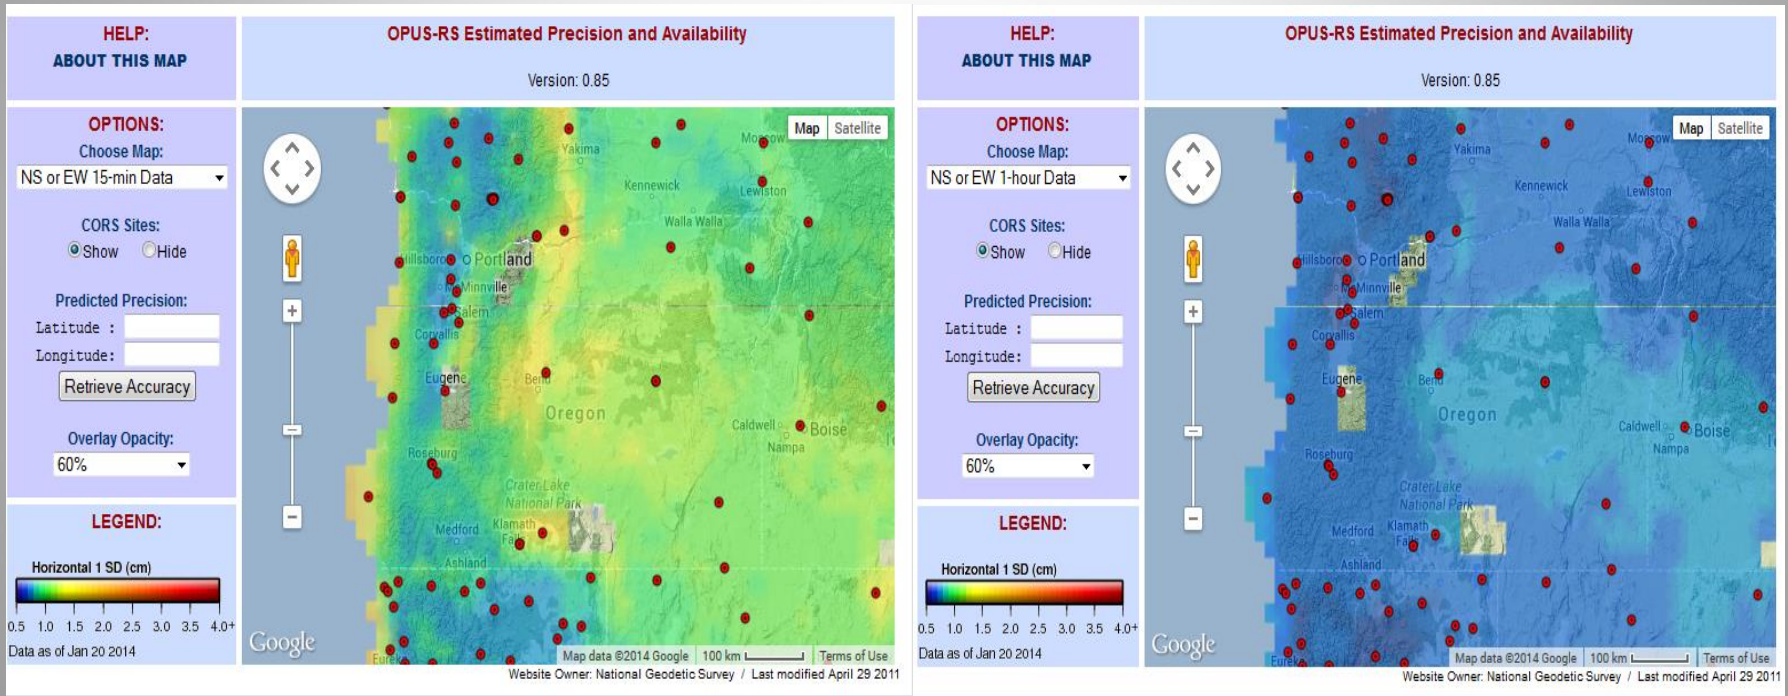 HELP:
ABOUT THIS MAP
OPUS-RS Estimated Precision and Availability
Version: 0.85
OPTIONS:
Choose Map:
NS or EW 15-min Data
CORS Sites:
Show Hide
Predicted Precision:
Latitude :
Longitude:
Retrieve Accuracy
Overlay Opacity:
60%
LEGEND:
Horizontal 1 SD (cm)
0.5 1.0 1.5 2.0 2.5 3.0 3.5 4.0+
Data as of Jan 20 2014
Map Satellite
Yakima
Kennewick
Lewiston
Walla Walla
Hillsboro Portland
Salem
Corvallis
Eugene
Bend
Oregon
Caldwell Boise
Nampa
Roseburg
Crater Lake
National Park
Medford Klamath
Ashland
Google
Map data ©2014 Google 100 km Terms of Use
Website Owner: National Geodetic Survey / Last modified April 29 2011
HELP:
ABOUT THIS MAP
OPUS-RS Estimated Precision and Availability
Version: 0.85
OPTIONS:
Choose Map:
NS or EW 1-hour Data
CORS Sites:
Show Hide
Predicted Precision:
Latitude :
Longitude:
Retrieve Accuracy
Overlay Opacity:
60%
LEGEND:
Horizontal 1 SD (cm)
0.5 1.0 1.5 2.0 2.5 3.0 3.5 4.0+
Data as of Jan 20 2014
Map Satellite
Yakima
Kennewick
Lewiston
Walla Walla
Hillsboro Portland
Salem
Corvallis
Eugene
Bend
Oregon
Caldwell Boise
Nampa
Roseburg
Crater Lake
National Park
Medford Klamath
Ashland
Google
Map data ©2014 Google 100 km Terms of Use
Website Owner: National Geodetic Survey / Last modified April 29 2011